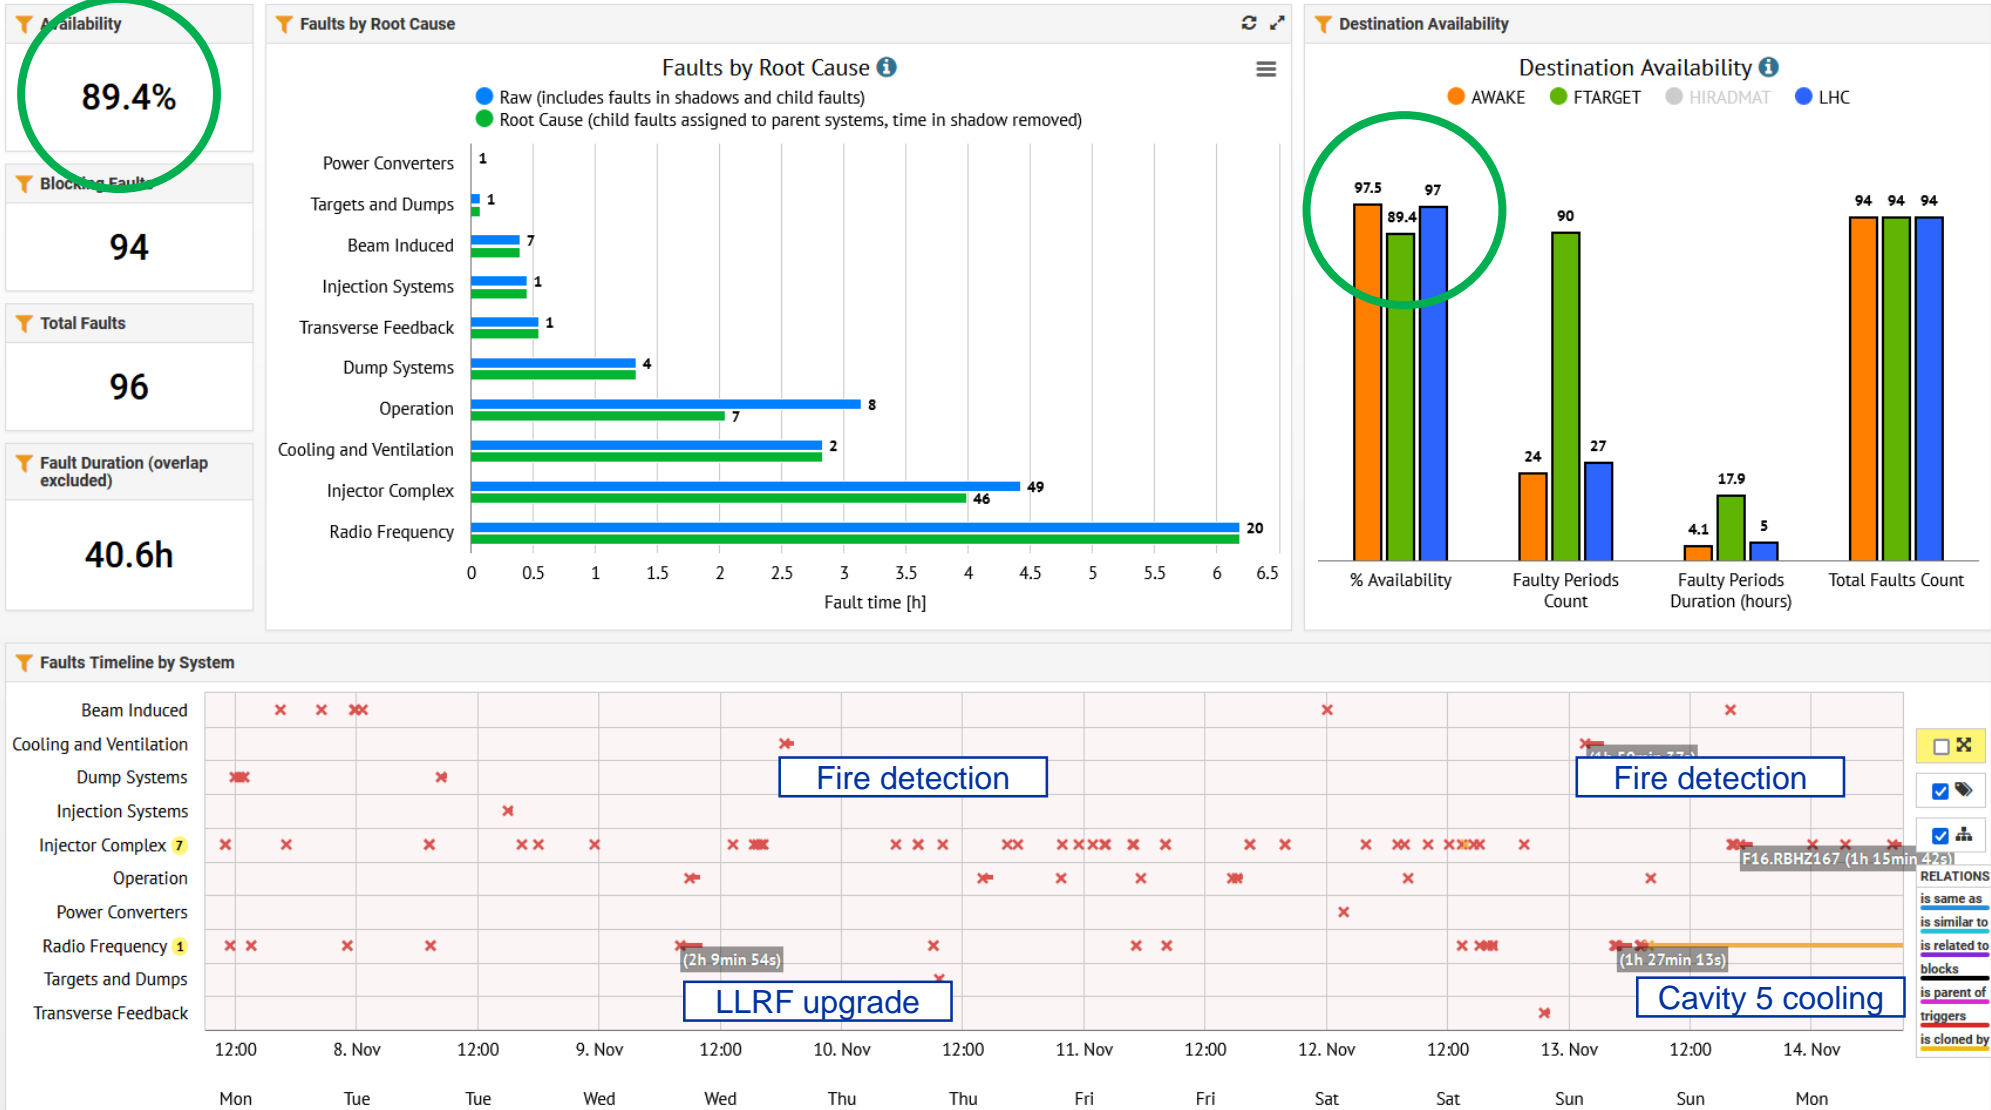 Availability
89.4%
Blocking Faults
94
Total Faults
96
Fault Duration (overlap
excluded)
40.6h
Faults by Root Cause
Faults by Root Cause
Raw (includes faults in shadows and child faults)
Root Cause (child faults assigned to parent systems, time in shadow removed)
Power Converters 1
Targets and Dumps 1
Beam Induced 7
Injection Systems 1
Transverse Feedback 1
Dump Systems 4
Operation 8
7
Cooling and Ventilation 2
Injector Complex 49
46
Radio Frequency 20
0 0.5 1 1.5 2 2.5 3 3.5 4 4.5 5 5.5 6 6.5
Fault time [h]
Destination Availability
Destination Availability
AWAKE FTARGET HIRADMAT LHC
97.5 89.4 97
24 90 27
4.1 17.9 5
94 94 94
% Availability
Faulty Periods
Count
Faulty Periods
Duration (hours)
Total Faults Count
Faults Timeline by System
Beam Induced
Cooling and Ventilation
Fire detection
Fire detection
Dump Systems
Injection Systems
Injector Complex 7
F16.RBHZ167 (1h 15min 42s)
Operation
Power Converters
Radio Frequency 1
(2h 9min 54s)
(1h 27min 13s)
Targets and Dumps
LLRF upgrade
Cavity 5 cooling
Transverse Feedback
RELATIONS
is same as
is similar to
is related to
blocks
is parent of
triggers
is cloned by
12:00 8. Nov 12:00 9. Nov 12:00 10. Nov 12:00 11. Nov 12:00 12. Nov 12:00 13. Nov 12:00 14. Nov
Mon Tue Tue Wed Wed Thu Thu Fri Fri Sat Sat Sun Sun Mon